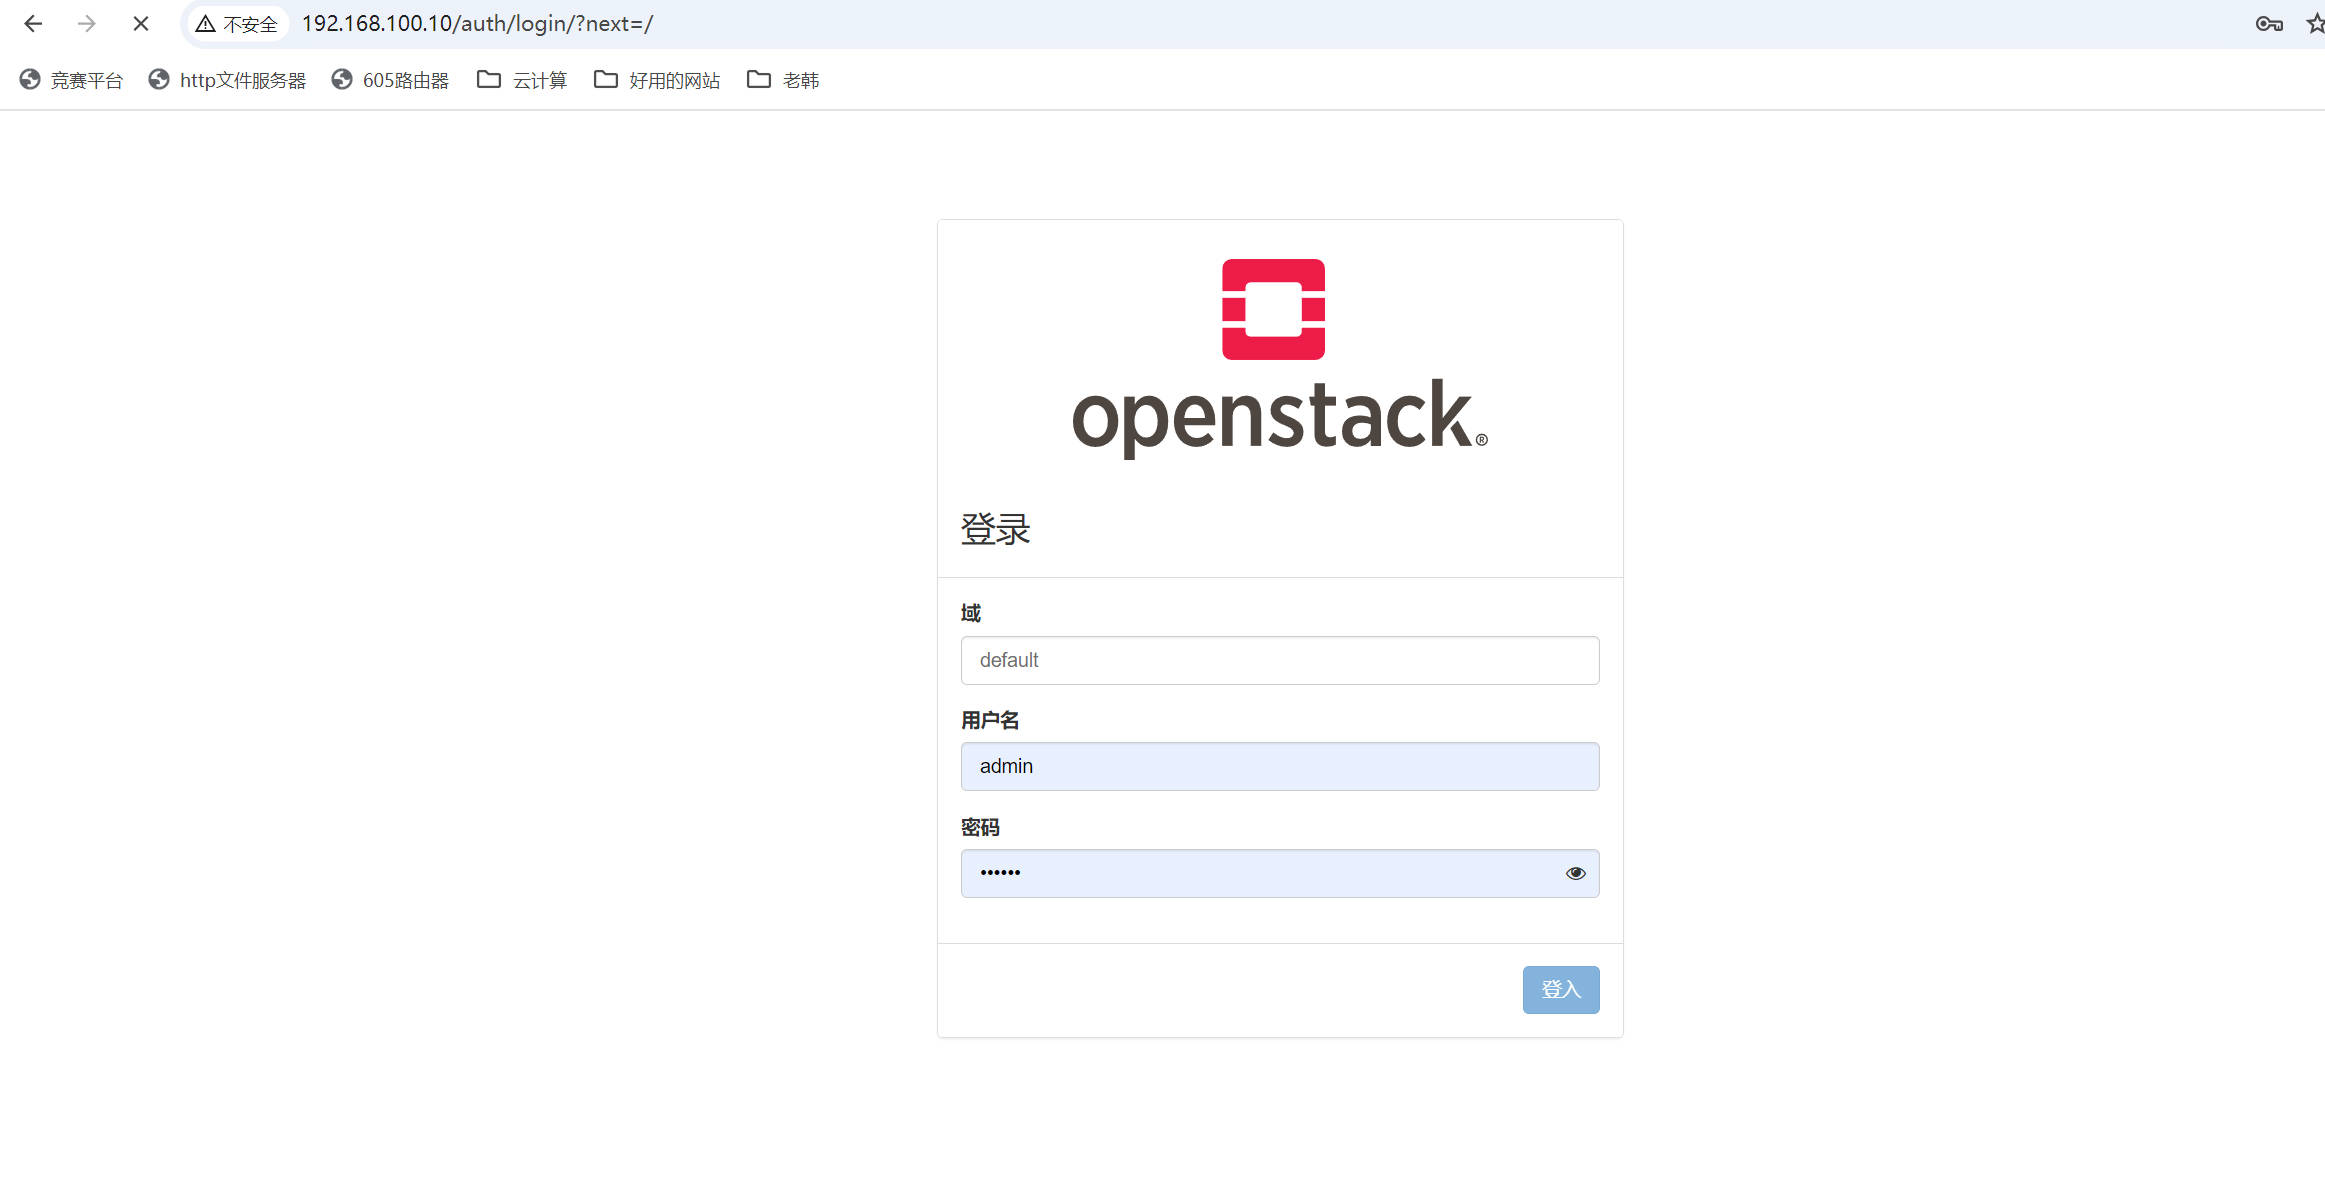 不安全 192.168.100.10/auth/login/?next=/
竞赛平台 http文件服务器 605路由器 云计算 好用的网站 老韩
openstack.®
登录
域
default
用户名
admin
密码
••••••
登入